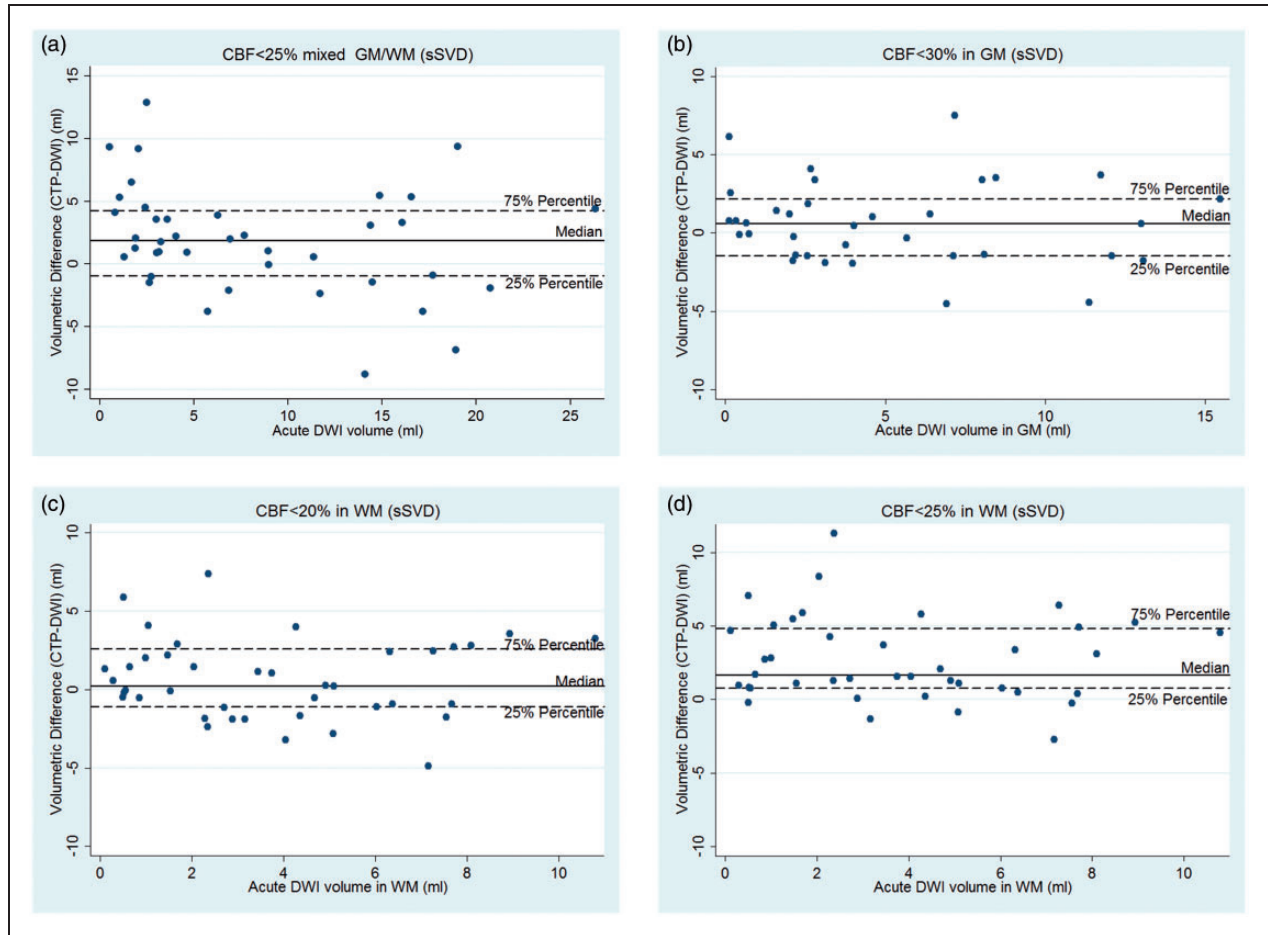 (a)
CBF<25% mixed GM/WM (sSVD)
Volumetric Difference (CTP-DWI) (ml)
15
10
5
0
-5
-10
75% Percentile
Median
25% Percentile
0 5 10 15 20 25
Acute DWI volume (ml)
(b)
CBF<30% in GM (sSVD)
Volumetric Difference (CTP-DWI) (ml)
10
5
0
-5
-10
75% Percentile
Median
25% Percentile
0 5 10 15
Acute DWI volume in GM (ml)
(c)
CBF<20% in WM (sSVD)
Volumetric Difference (CTP-DWI) (ml)
10
5
0
-5
-10
75% Percentile
Median
25% Percentile
0 2 4 6 8 10
Acute DWI volume in WM (ml)
(d)
CBF<25% in WM (sSVD)
Volumetric Difference (CTP-DWI) (ml)
10
5
0
-5
-10
75% Percentile
Median
25% Percentile
0 2 4 6 8 10
Acute DWI volume in WM (ml)